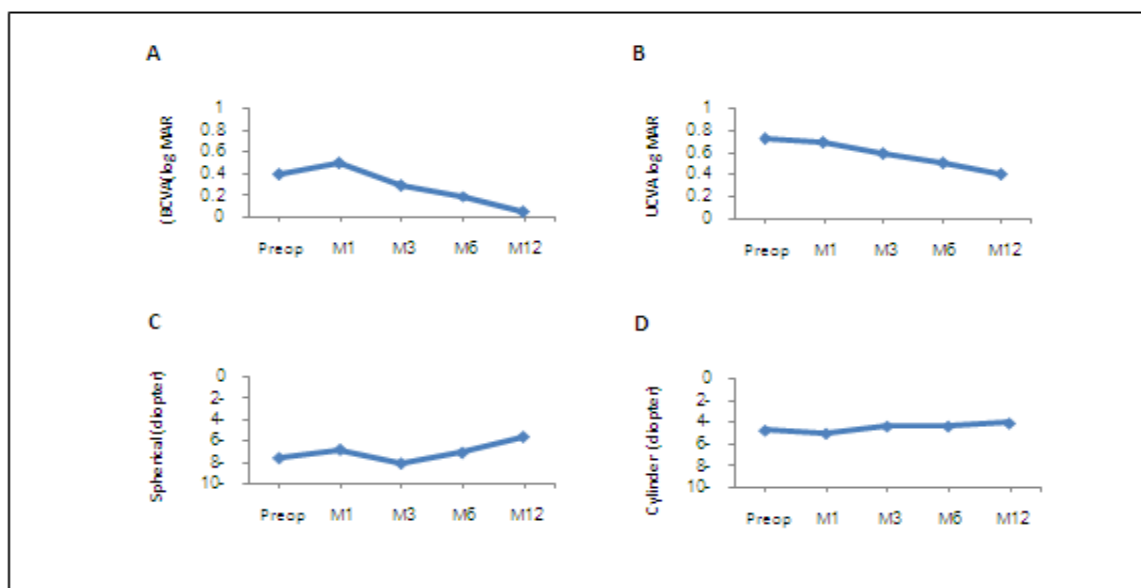 A
(BCVA(log MAR
1
0.8
0.6
0.4
0.2
0
Preop M1 M3 M6 M12
B
UCVA log MAR
1
0.8
0.6
0.4
0.2
0
Preop M1 M3 M6 M12
C
Spherical (diopter)
0
2-
4-
6-
8-
10-
Preop M1 M3 M6 M12
D
Cylinder (diopter)
0
2-
4-
6-
8-
10-
Preop M1 M3 M6 M12